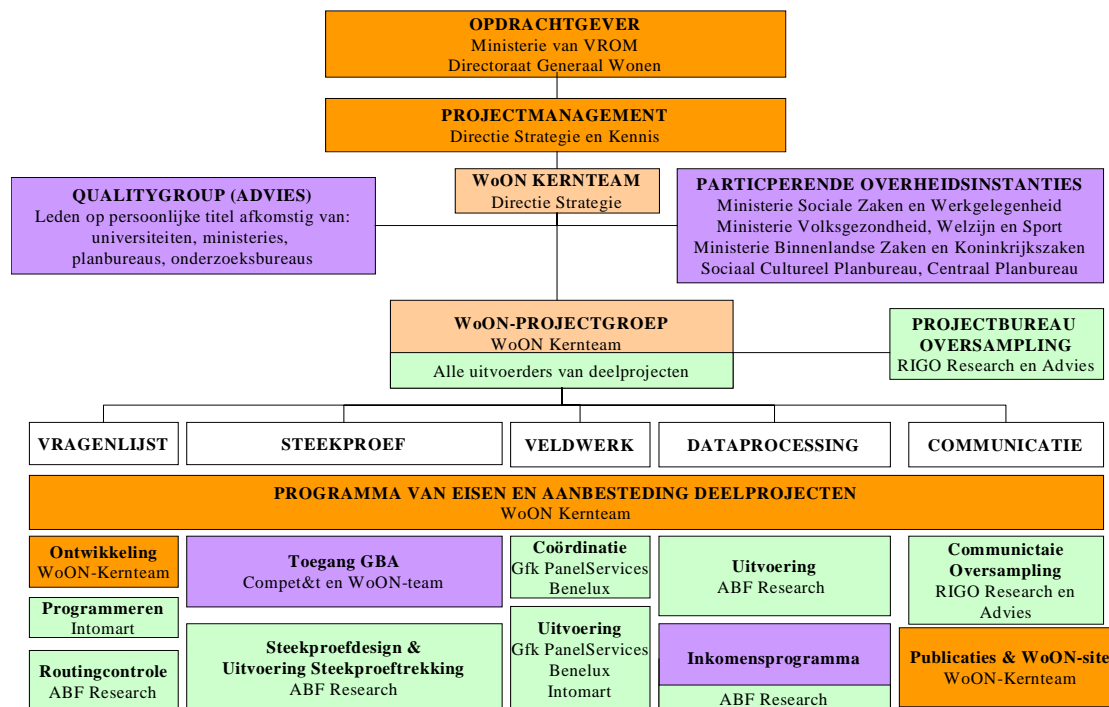 OPDRACHTGEVER
Ministerie van VROM
Directoraat Generaal Wonen
PROJECTMANAGEMENT
Directie Strategie en Kennis
WoON KERNTEAM
Directie Strategie
QUALITYGROUP (ADVIES)
Leden op persoonlijke titel afkomstig van:
universiteiten, ministeries,
planbureaus, onderzoeksbureaus
PARTICPERENDE OVERHEIDSINSTANTIES
Ministerie Sociale Zaken en Werkgelegenheid
Ministerie Volksgezondheid, Welzijn en Sport
Ministerie Binnenlandse Zaken en Koninkrijkszaken
Sociaal Cultureel Planbureau, Centraal Planbureau
WoON-PROJECTGROEP
WoON Kernteam
Alle uitvoerders van deelprojecten
PROJECTBUREAU
OVERSAMPLING
RIGO Research en Advies
VRAGENLIJST
STEEKPROEF
VELDWERK
DATAPROCESSING
COMMUNICATIE
PROGRAMMA VAN EISEN EN AANBESTEDING DEELPROJECTEN
WoON Kernteam
Ontwikkeling
WoON-Kernteam
Programmeren
Intomart
Routingcontrole
ABF Research
Toegang GBA
Compet&t en WoON-team
Steekproefdesign &
Uitvoering Steekproeftrekking
ABF Research
Coördinatie
Gfk PanelServices
Benelux
Uitvoering
Gfk PanelServices
Benelux
Intomart
Uitvoering
ABF Research
Inkomensprogramma
ABF Research
Communictaie
Oversampling
RIGO Research en
Advies
Publicaties & WoON-site
WoON-Kernteam